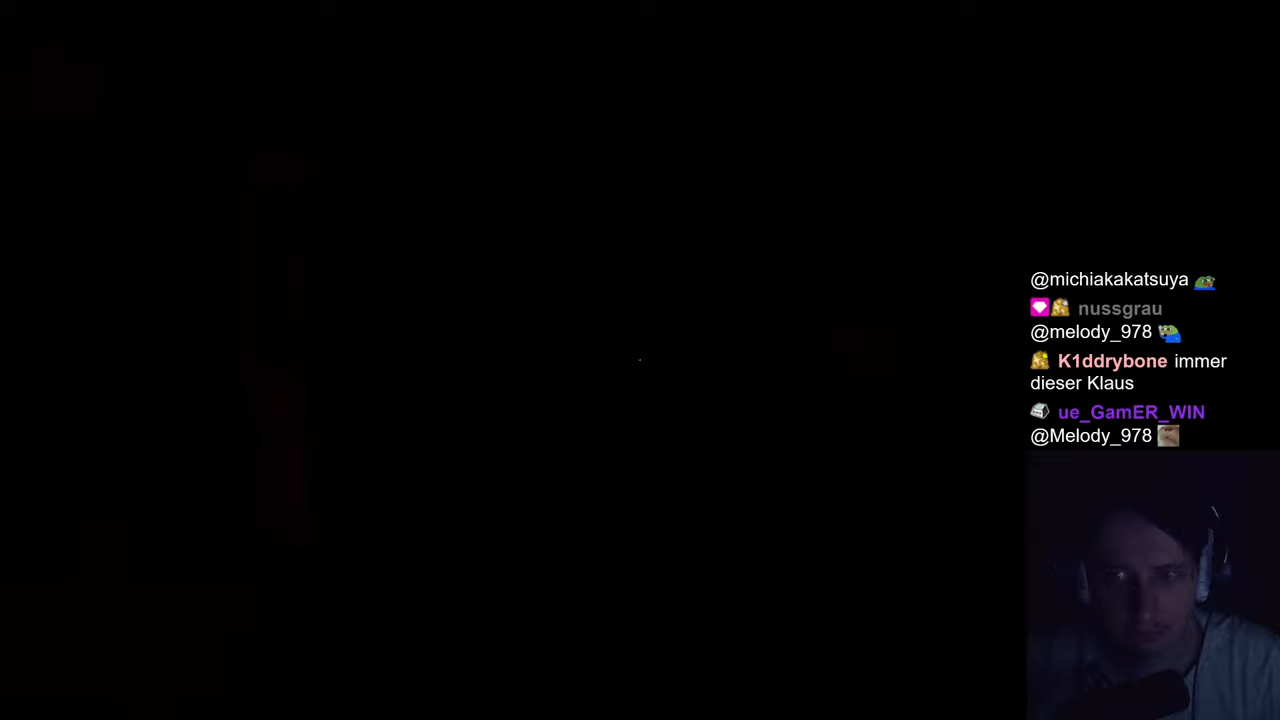 @michiakakatsuya
nussgrau
@melody_978
K1ddrybone immer
dieser Klaus
ue_GamER_WIN
@Melody_978